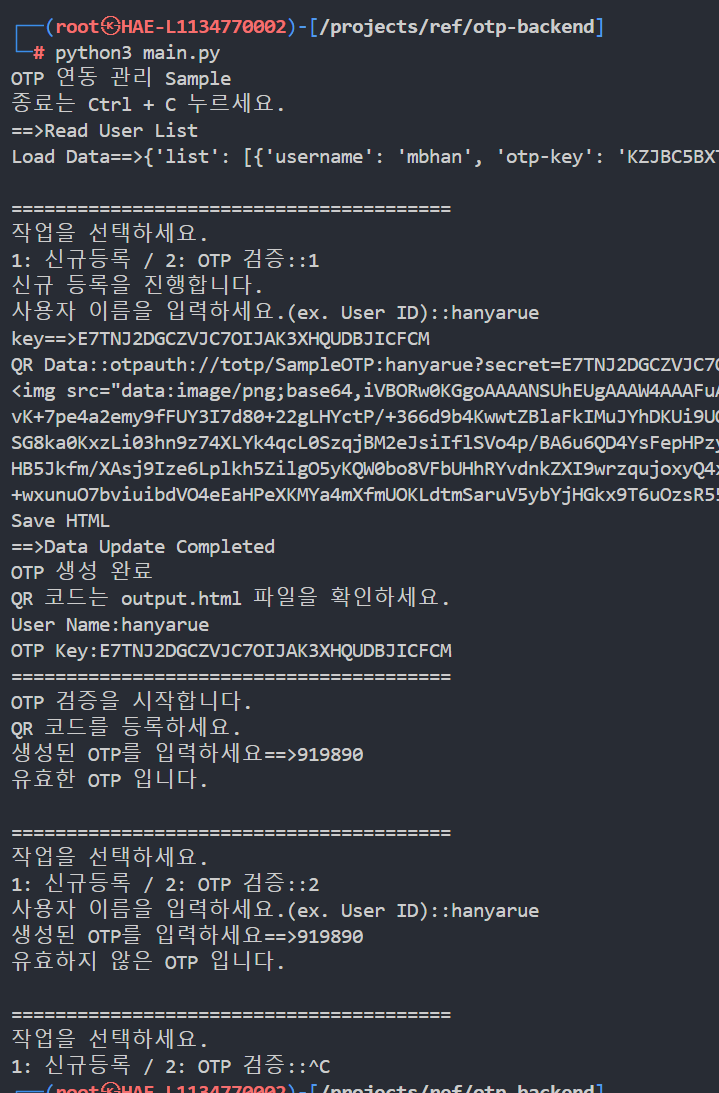 ┌──(root㉿HAE-L1134770002)-[/projects/ref/otp-backend]
└─# python3 main.py
OTP 연동 관리 Sample
종료는 Ctrl + C 누르세요.
==>Read User List
Load Data==>{'list': [{'username': 'mbhan', 'otp-key': 'KZJBC5BX
=======================================
작업을 선택하세요.
1: 신규등록 / 2: OTP 검증::1
신규 등록을 진행합니다.
사용자 이름을 입력하세요.(ex. User ID)::hanyarue
key==>E7TNJ2DGCZVJC7OIJAK3XHQUDBJICFCM
QR Data::otpauth://totp/SampleOTP:hanyarue?secret=E7TNJ2DGCZVJC7
<img src="data:image/png;base64,iVBORw0KGgoAAAANSUhEUgAAAW4AAAFu
vK+7pe4a2emy9fFUY3I7d80+22gLHYctP/+366d9b4KwwtZBlaFkIMuJYhDKUi9U
SG8ka0KxzLi03hn9z74XLYk4qcL0SzqjBM2eJsiIflSVo4p/BA6u6QD4YsFepHPz
HB5Jkfm/XAsj9Ize6Lplkh5ZilgO5yKQW0bo8VFbUHhRYvdnkZXI9wrzqujoxyQ4
+wxunuO7bviuibdVO4eEaHPeXKMYa4mXfmUOKLdtmSaruV5ybYjHGkx9T6uOzsR5
Save HTML
==>Data Update Completed
OTP 생성 완료
QR 코드는 output.html 파일을 확인하세요.
User Name:hanyarue
OTP Key:E7TNJ2DGCZVJC7OIJAK3XHQUDBJICFCM
=======================================
OTP 검증을 시작합니다.
QR 코드를 등록하세요.
생성된 OTP를 입력하세요==>919890
유효한 OTP 입니다.
=======================================
작업을 선택하세요.
1: 신규등록 / 2: OTP 검증::2
사용자 이름을 입력하세요.(ex. User ID)::hanyarue
생성된 OTP를 입력하세요==>919890
유효하지 않은 OTP 입니다.
=======================================
작업을 선택하세요.
1: 신규등록 / 2: OTP 검증::^C
┌──(root㉿HAE-L1134770002)-[/projects/ref/otp-backend]